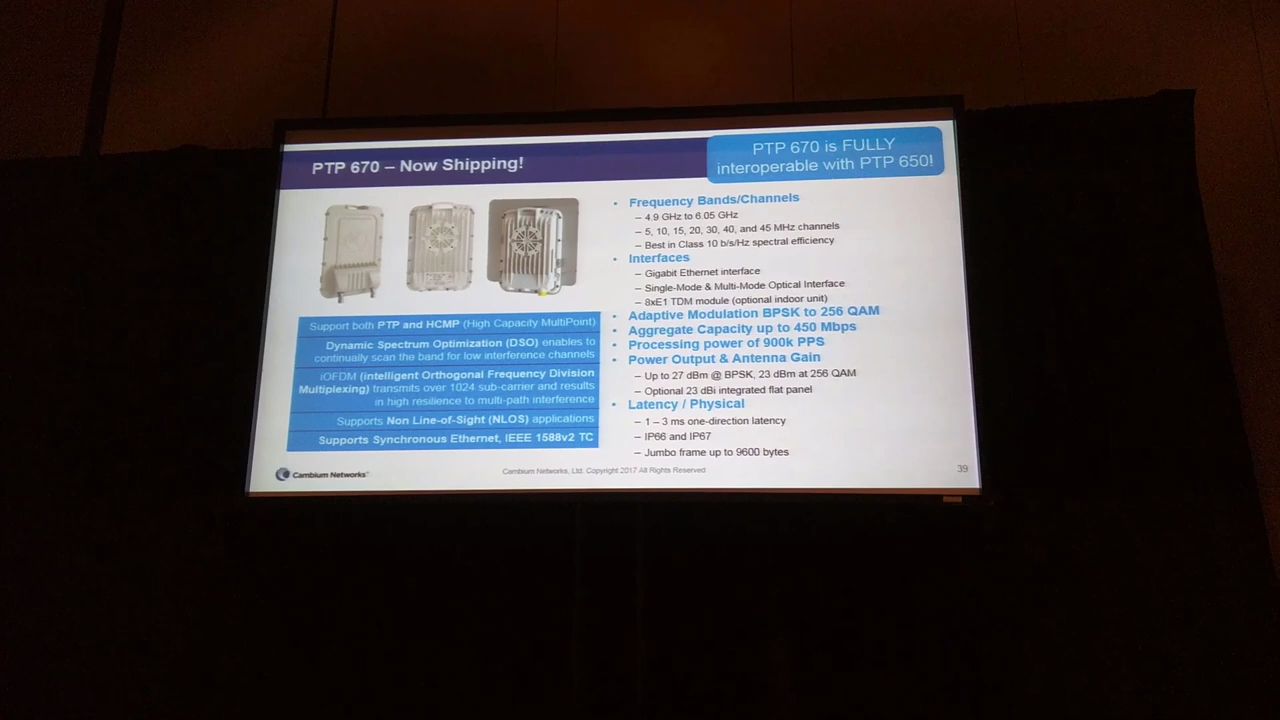 PTP 670 – Now Shipping!
PTP 670 is FULLY
interoperable with PTP 650!
Support both PTP and HCMP (High Capacity MultiPoint)
Dynamic Spectrum Optimization (DSO) enables to
continually scan the band for low interference channels
iOFDM (intelligent Orthogonal Frequency Division
Multiplexing) transmits over 1024 sub-carrier and results
in high resilience to multi-path interference
Supports Non Line-of-Sight (NLOS) applications
Supports Synchronous Ethernet, IEEE 1588v2 TC
• Frequency Bands/Channels
– 4.9 GHz to 6.05 GHz
– 5, 10, 15, 20, 30, 40, and 45 MHz channels
– Best in Class 10 b/s/Hz spectral efficiency
• Interfaces
– Gigabit Ethernet interface
– Single-Mode & Multi-Mode Optical Interface
– 8xE1 TDM module (optional indoor unit)
• Adaptive Modulation BPSK to 256 QAM
• Aggregate Capacity up to 450 Mbps
• Processing power of 900k PPS
• Power Output & Antenna Gain
– Up to 27 dBm @ BPSK, 23 dBm at 256 QAM
– Optional 23 dBi integrated flat panel
• Latency / Physical
– 1 – 3 ms one-direction latency
– IP66 and IP67
– Jumbo frame up to 9600 bytes
Cambium Networks™
Cambium Networks, Ltd. Copyright 2017 All Rights Reserved
39